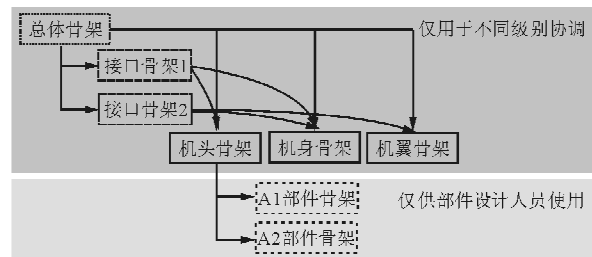 总体骨架
仅用于不同级别协调
接口骨架1
接口骨架2
机头骨架
机身骨架
机翼骨架
A1部件骨架
仅供部件设计人员使用
A2部件骨架